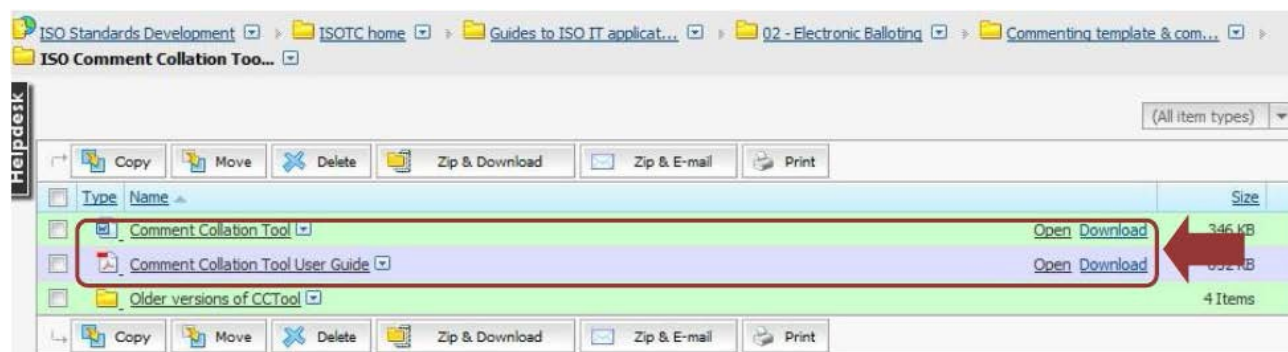 ISO Standards Development ISOTC home Guides to ISO IT applicat... 02 - Electronic Balloting Commenting template & com...
ISO Comment Collation Too...
Helpdesk
(All item types)
Copy Move Delete Zip & Download Zip & E-mail Print
Type Name Size
Comment Collation Tool Open Download 346 KB
Comment Collation Tool User Guide Open Download KB
Older versions of CCTool 4 Items
Copy Move Delete Zip & Download Zip & E-mail Print